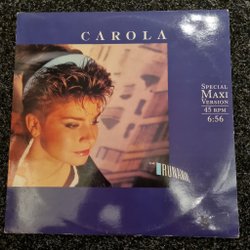 CAROLA
SPECIAL
MAXI
VERSION
45 RPM
6:56
RUNAWAY